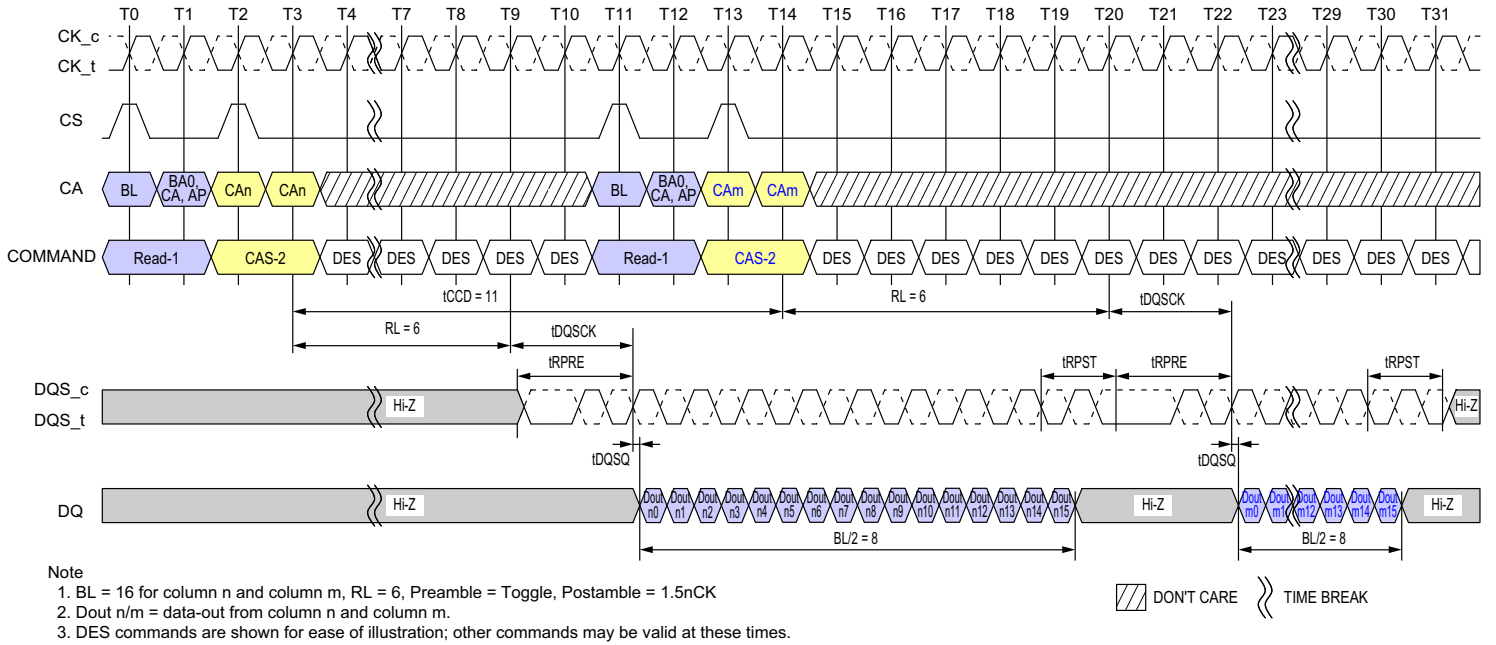 T0 T1 T2 T3 T4 T7 T8 T9 T10 T11 T12 T13 T14 T15 T16 T17 T18 T19 T20 T21 T22 T23 T29 T30 T31
CK_c
CK_t
CS
CA BL BA0, CA, AP CAn CAn BL BA0, CA, AP CAm CAm
COMMAND Read-1 CAS-2 DES DES DES DES DES Read-1 CAS-2 DES DES DES DES DES DES DES DES DES DES DES DES
tCCD = 11 RL = 6 tDQSCK
RL = 6 tDQSCK
tRPRE tRPST tRPRE tRPST
DQS_c
DQS_t
Hi-Z Hi-Z
tDQSQ tDQSQ
DQ Hi-Z Dout n0 Dout n1 Dout n2 Dout n3 Dout n4 Dout n5 Dout n6 Dout n7 Dout n8 Dout n9 Dout n10 Dout n11 Dout n12 Dout n13 Dout n14 Dout n15 Hi-Z Dout m0 Dout m1 Dout m12 Dout m13 Dout m14 Dout m15 Hi-Z
BL/2 = 8 BL/2 = 8
Note
1. BL = 16 for column n and column m, RL = 6, Preamble = Toggle, Postamble = 1.5nCK
2. Dout n/m = data-out from column n and column m.
3. DES commands are shown for ease of illustration; other commands may be valid at these times.
DON'T CARE TIME BREAK